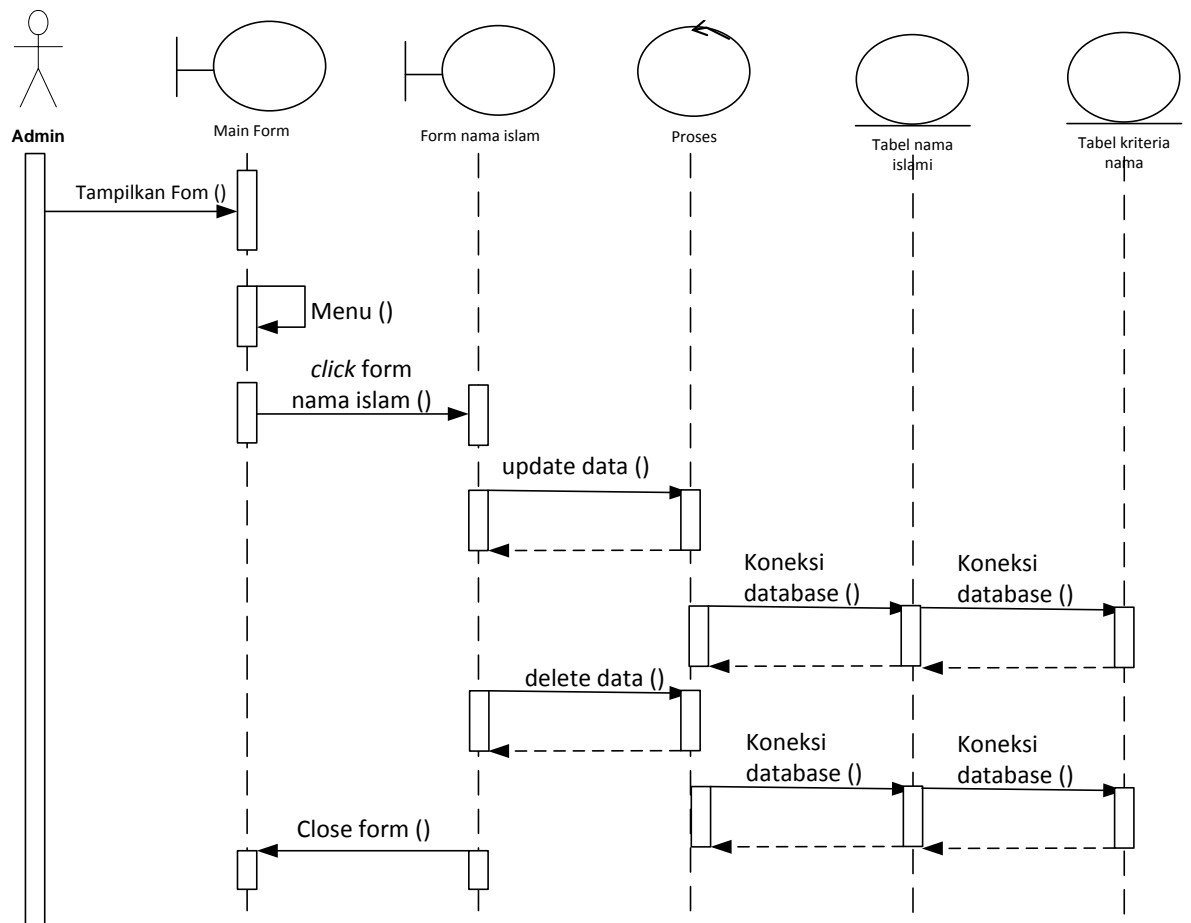 Admin
Main Form
Form nama islam
Proses
Tabel nama
islami
Tabel kriteria
nama
Tampilkan Fom ()
Menu ()
click form
nama islam ()
update data ()
Koneksi
database ()
Koneksi
database ()
delete data ()
Koneksi
database ()
Koneksi
database ()
Close form ()